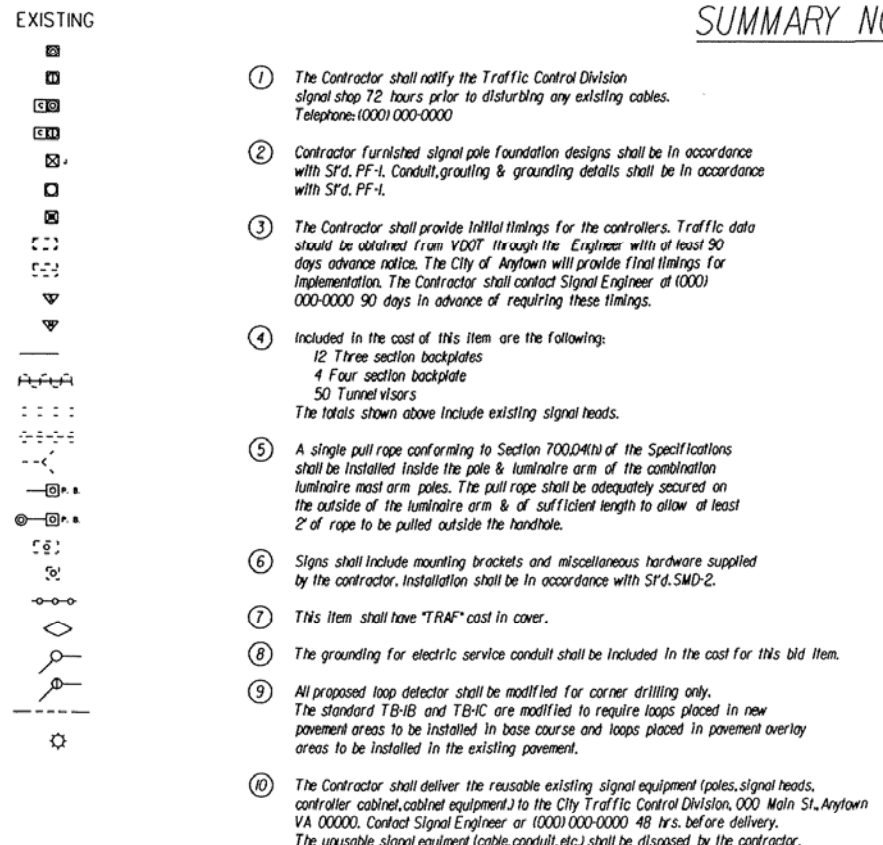 EXISTING
SUMMARY NO
C
C
J
P. B.
P. B.
1 The Contractor shall notify the Traffic Control Division
signal shop 72 hours prior to disturbing any existing cables.
Telephone: (000) 000-0000
2 Contractor furnished signal pole foundation designs shall be in accordance
with St'd. PF-1. Conduit, grouting & grounding details shall be in accordance
with St'd. PF-1.
3 The Contractor shall provide initial timings for the controllers. Traffic data
should be obtained from VDOT through the Engineer with at least 90
days advance notice. The City of Anytown will provide final timings for
implementation. The Contractor shall contact Signal Engineer at (000)
000-0000 90 days in advance of requiring these timings.
4 Included in the cost of this item are the following:
12 Three section backplates
4 Four section backplate
50 Tunnel visors
The totals shown above include existing signal heads.
5 A single pull rope conforming to Section 700.04(h) of the Specifications
shall be installed inside the pole & luminaire arm of the combination
luminaire mast arm poles. The pull rope shall be adequately secured on
the outside of the luminaire arm & of sufficient length to allow at least
2' of rope to be pulled outside the handhole.
6 Signs shall include mounting brackets and miscellaneous hardware supplied
by the contractor. Installation shall be in accordance with St'd. SMD-2.
7 This item shall have "TRAF" cast in cover.
8 The grounding for electric service conduit shall be included in the cost for this bid item.
9 All proposed loop detector shall be modified for corner drilling only.
The standard TB-1B and TB-1C are modified to require loops placed in new
pavement areas to be installed in base course and loops placed in pavement overlay
areas to be installed in the existing pavement.
10 The Contractor shall deliver the reusable existing signal equipment (poles, signal heads,
controller cabinet, cabinet equipment.) to the City Traffic Control Division, 000 Main St., Anytown
VA 00000. Contact Signal Engineer at (000) 000-0000 48 hrs. before delivery.
The unusable signal equiment (cable, conduit, etc.) shall be disposed by the contractor.